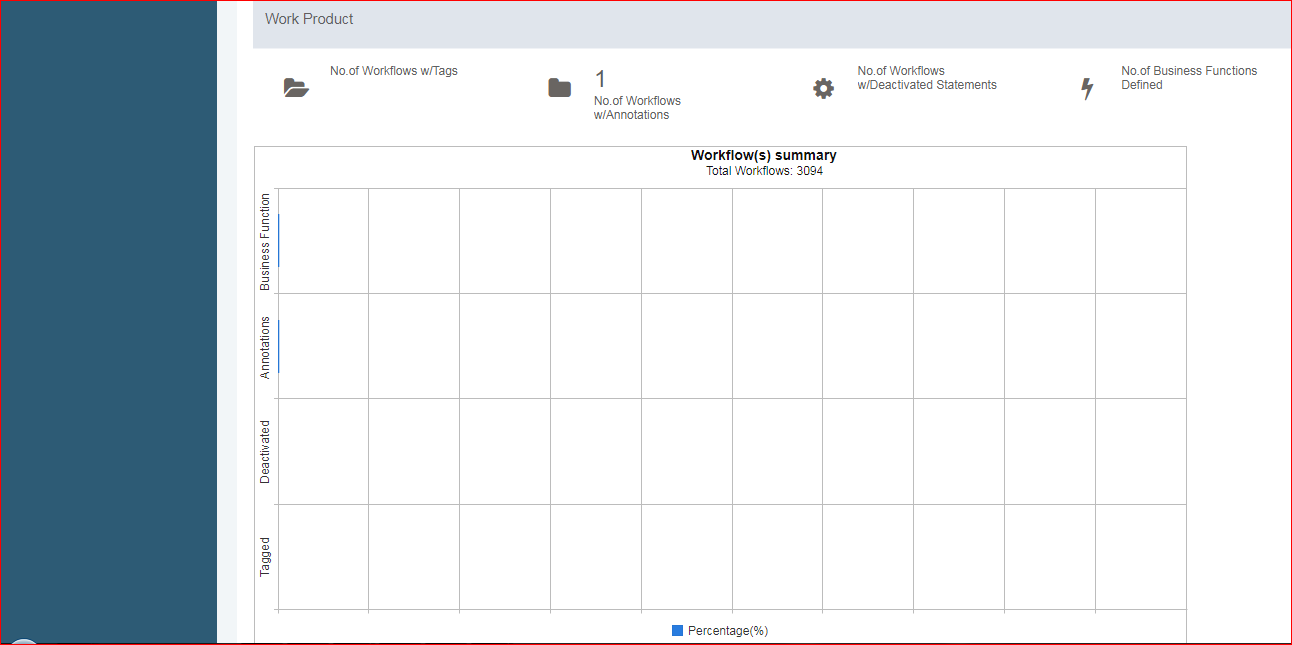 Work Product
No.of Workflows w/Tags
1
No.of Workflows
w/Annotations
No.of Workflows
w/Deactivated Statements
No.of Business Functions
Defined
Workflow(s) summary
Total Workflows: 3094
Business Function
Annotations
Deactivated
Tagged
Percentage(%)